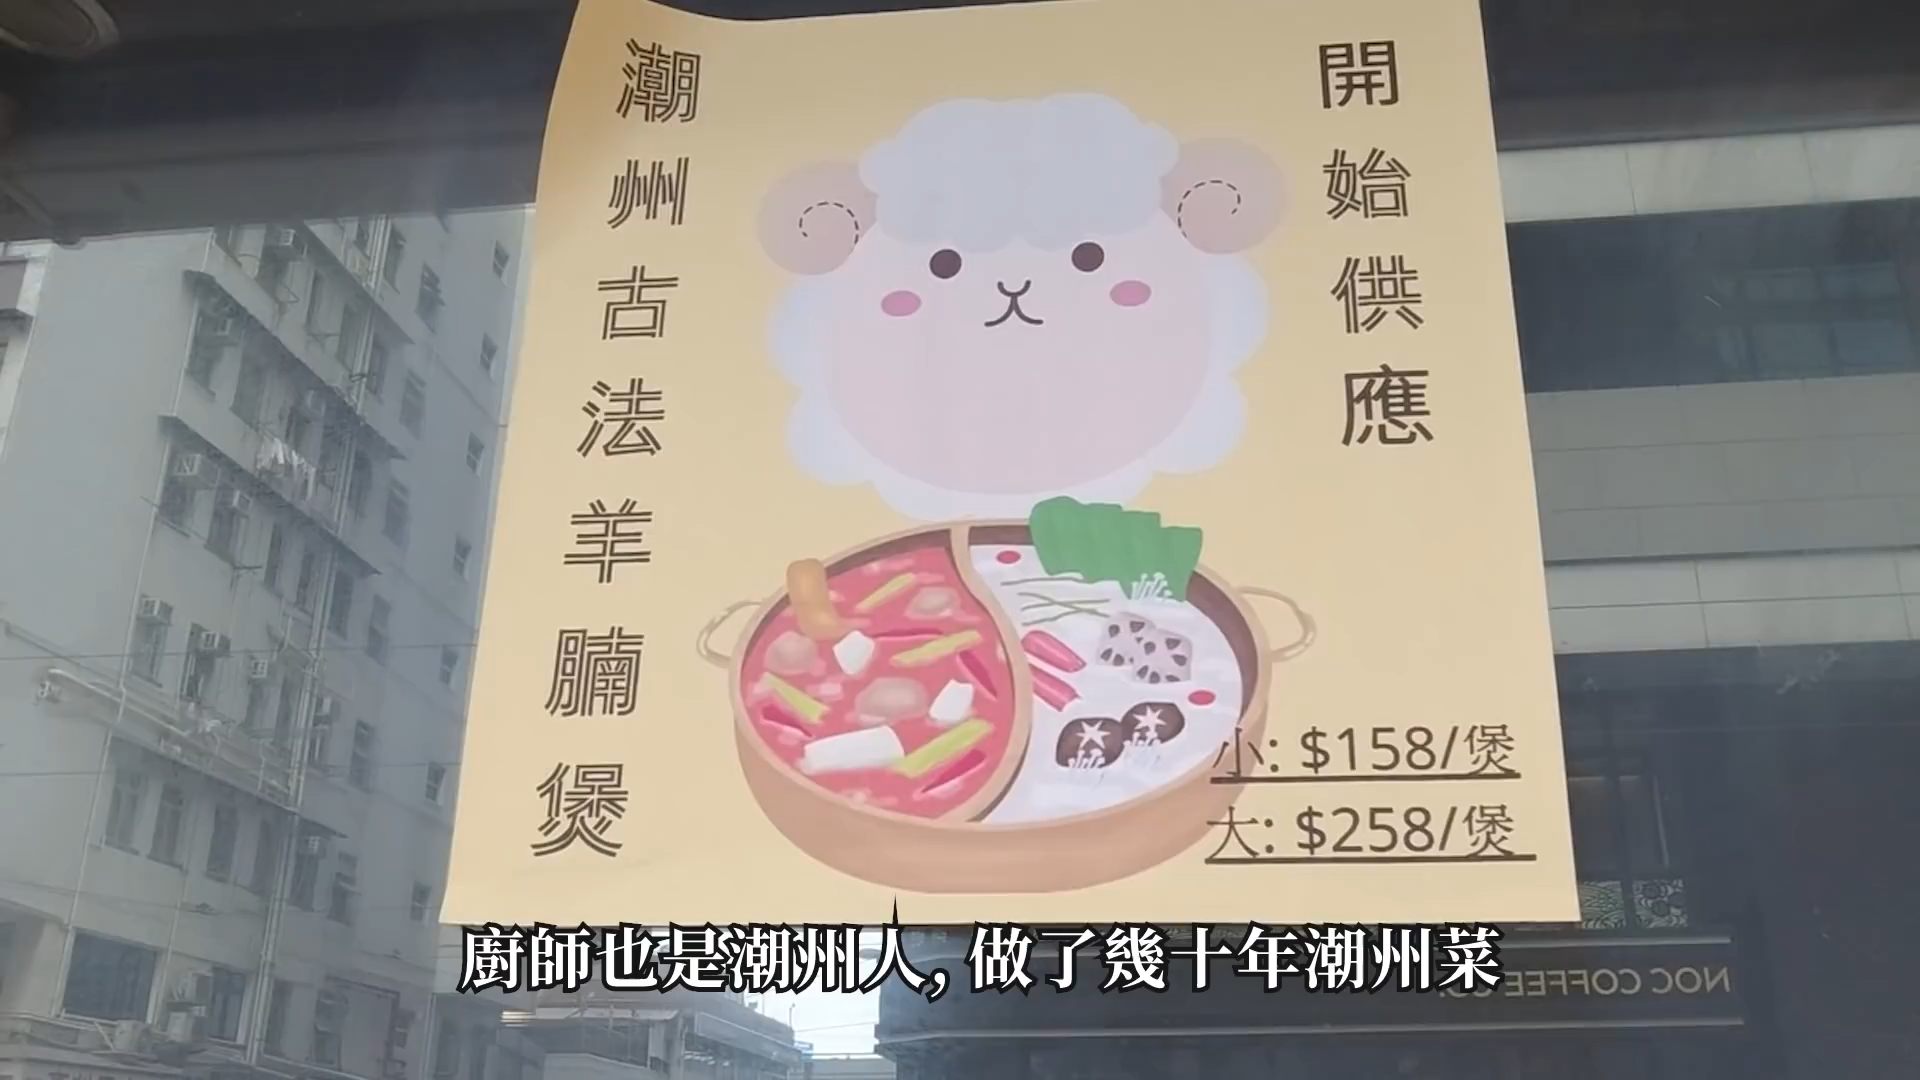 潮州古法羊腩煲
開始供應
小: $158/煲
大: $258/煲
廚師也是潮州人, 做了幾十年潮州菜
NOC COFFEE CO.